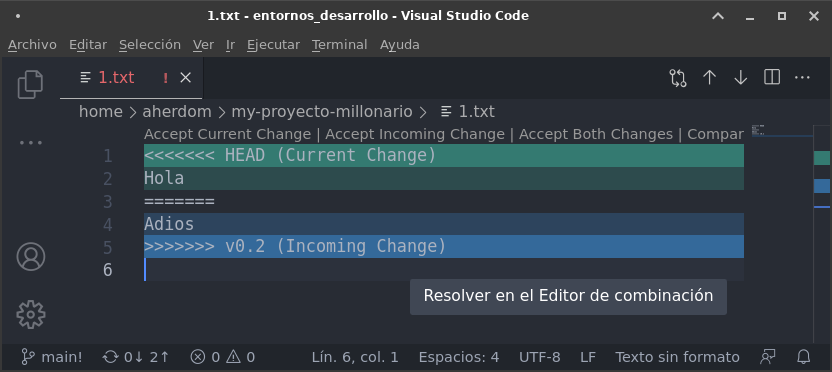 1.txt - entornos_desarrollo - Visual Studio Code
Archivo Editar Selección Ver Ir Ejecutar Terminal Ayuda
1.txt !
home > aherdom > my-proyecto-millonario > 1.txt
Accept Current Change | Accept Incoming Change | Accept Both Changes | Compar
1 <<<<<<< HEAD (Current Change)
2 Hola
3 =======
4 Adios
5 >>>>>>> v0.2 (Incoming Change)
6
Resolver en el Editor de combinación
main! 0↓ 2↑ 0 0 Lín. 6, col. 1 Espacios: 4 UTF-8 LF Texto sin formato